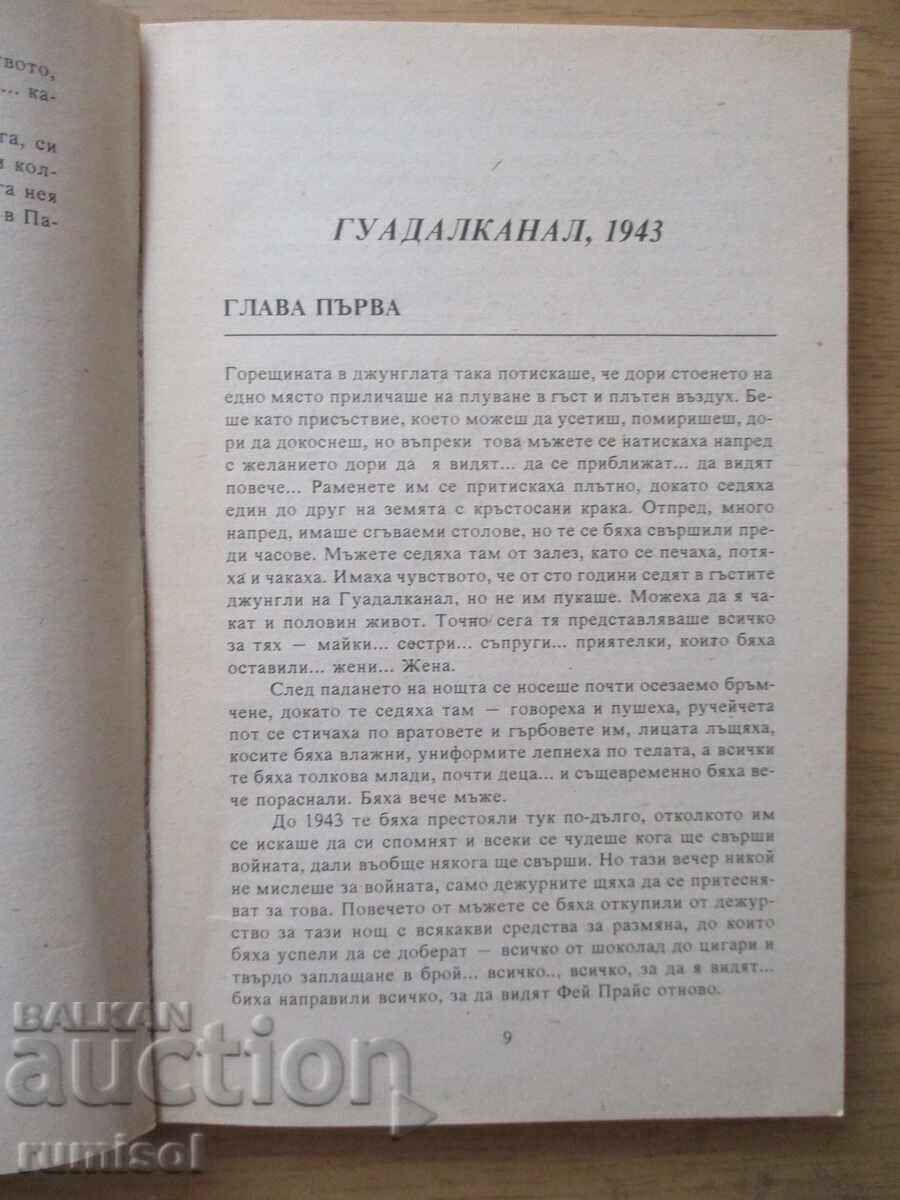 твото,
... ка-
га, си
и кол-
та нея
в Па-
ГУАДАЛКАНАЛ, 1943
ГЛАВА ПЪРВА
Горещината в джунглата така потискаше, че дори стоенето на
едно място приличаше на плуване в гъст и плътен въздух. Бе-
ше като присъствие, което можеш да усетиш, помиришеш, до-
ри да докоснеш, но въпреки това мъжете се натискаха напред
с желанието дори да я видят... да се приближат... да видят
повече... Раменете им се притискаха плътно, докато седяха
един до друг на земята с кръстосани крака. Отпред, много
напред, имаше сгъваеми столове, но те се бяха свършили пре-
ди часове. Мъжете седяха там от залез, като се печаха, потя-
ха и чакаха. Имаха чувството, че от сто години седят в гъстите
джунгли на Гуадалканал, но не им пукаше. Можеха да я ча-
кат и половин живот. Точно сега тя представляваше всичко
за тях — майки... сестри... съпруги... приятелки, които бяха
оставили... жени... Жена.
След падането на нощта се носеше почти осезаемо бръм-
чене, докато те седяха там — говореха и пушеха, ручейчета
пот се стичаха по вратовете и гърбовете им, лицата лъщяха,
косите бяха влажни, униформите лепнеха по телата, а всички
те бяха толкова млади, почти деца... и същевременно бяха ве-
че пораснали. Бяха вече мъже.
До 1943 те бяха престояли тук по-дълго, отколкото им
се искаше да си спомнят и всеки се чудеше кога ще свърши
войната, дали въобще някога ще свърши. Но тази вечер никой
не мислеше за войната, само дежурните щяха да се притесня-
ват за това. Повечето от мъжете се бяха откупили от дежур-
ство за тази нощ с всякакви средства за размяна, до които
бяха успели да се доберат — всичко от шоколад до цигари и
твърдо заплащане в брой... всичко.., всичко, за да я видят...
биха направили всичко, за да видят Фей Прайс отново.
9
BALKAN
auction
rumisol